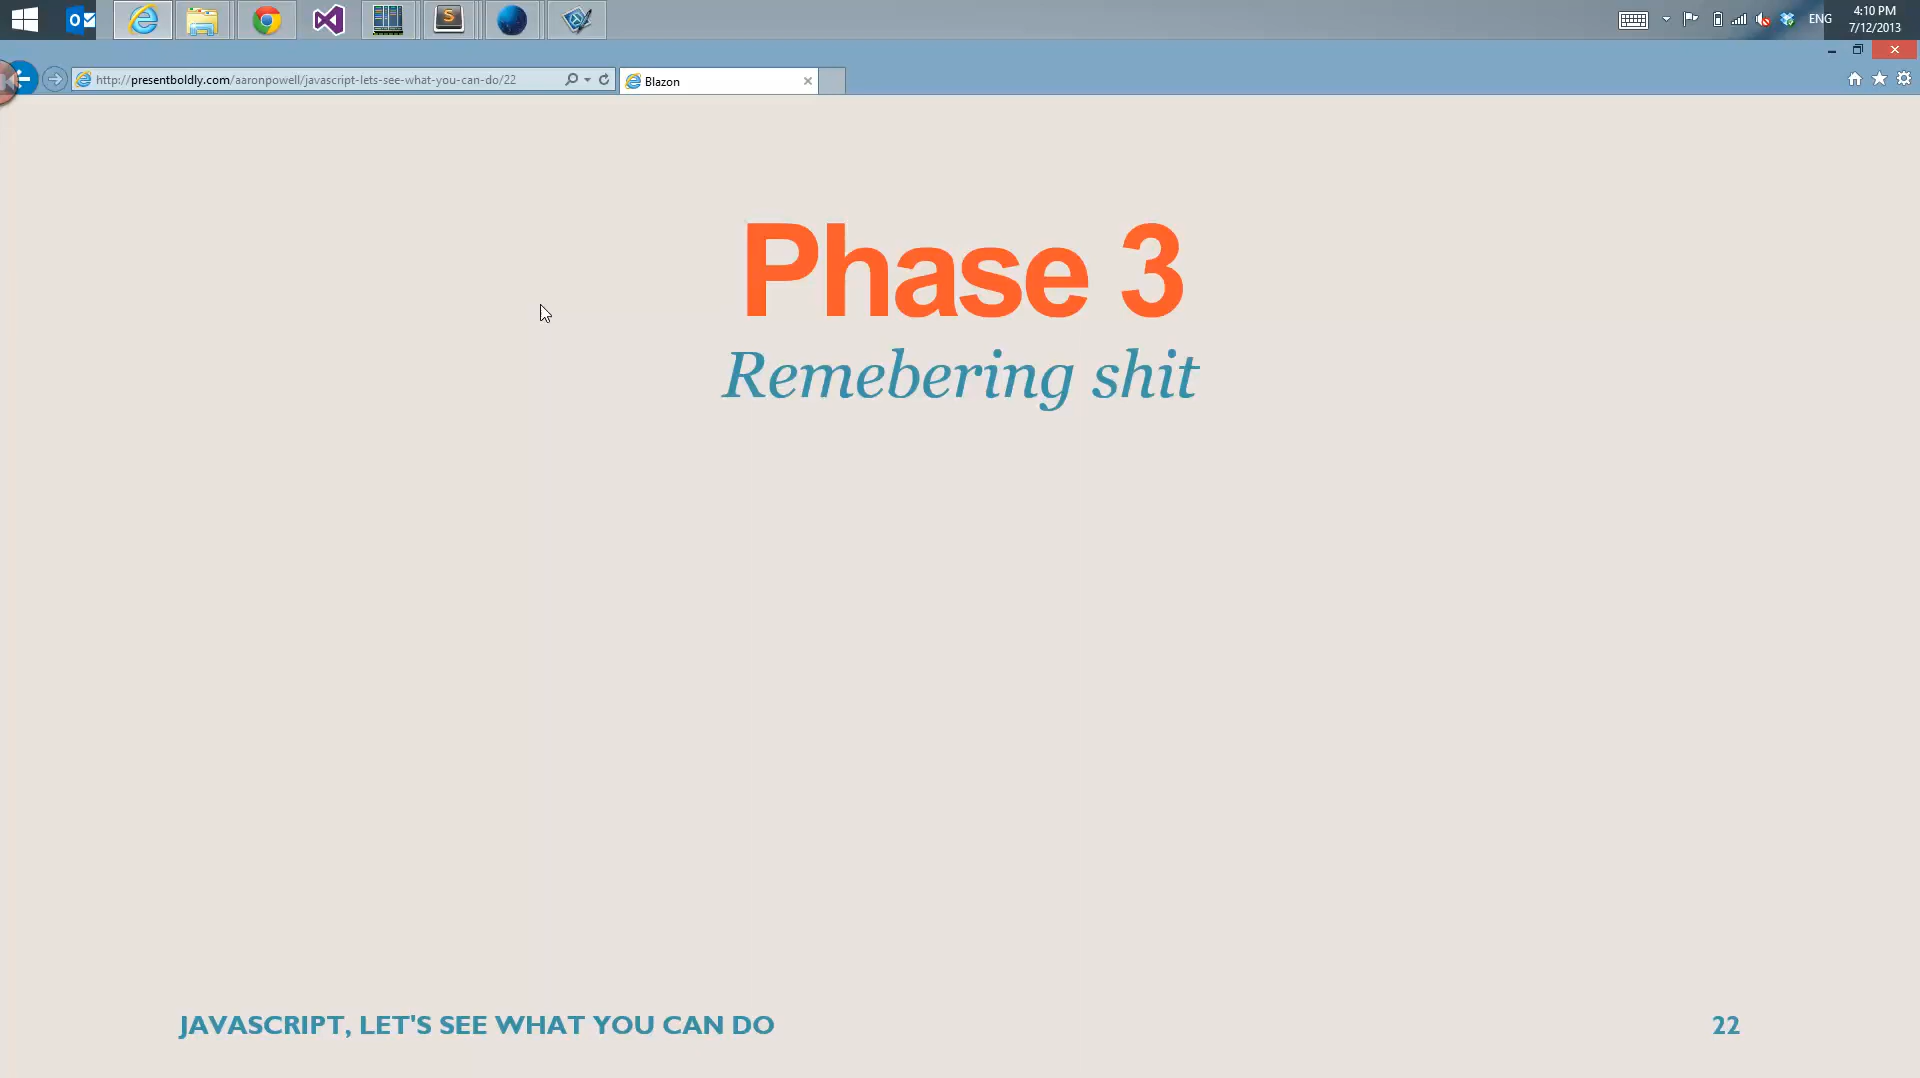 ENG
4:10 PM
7/12/2013
http://presentboldly.com/aaronpowell/javascript-lets-see-what-you-can-do/22
Blazon
Phase 3
Remebering shit
JAVASCRIPT, LET'S SEE WHAT YOU CAN DO
22